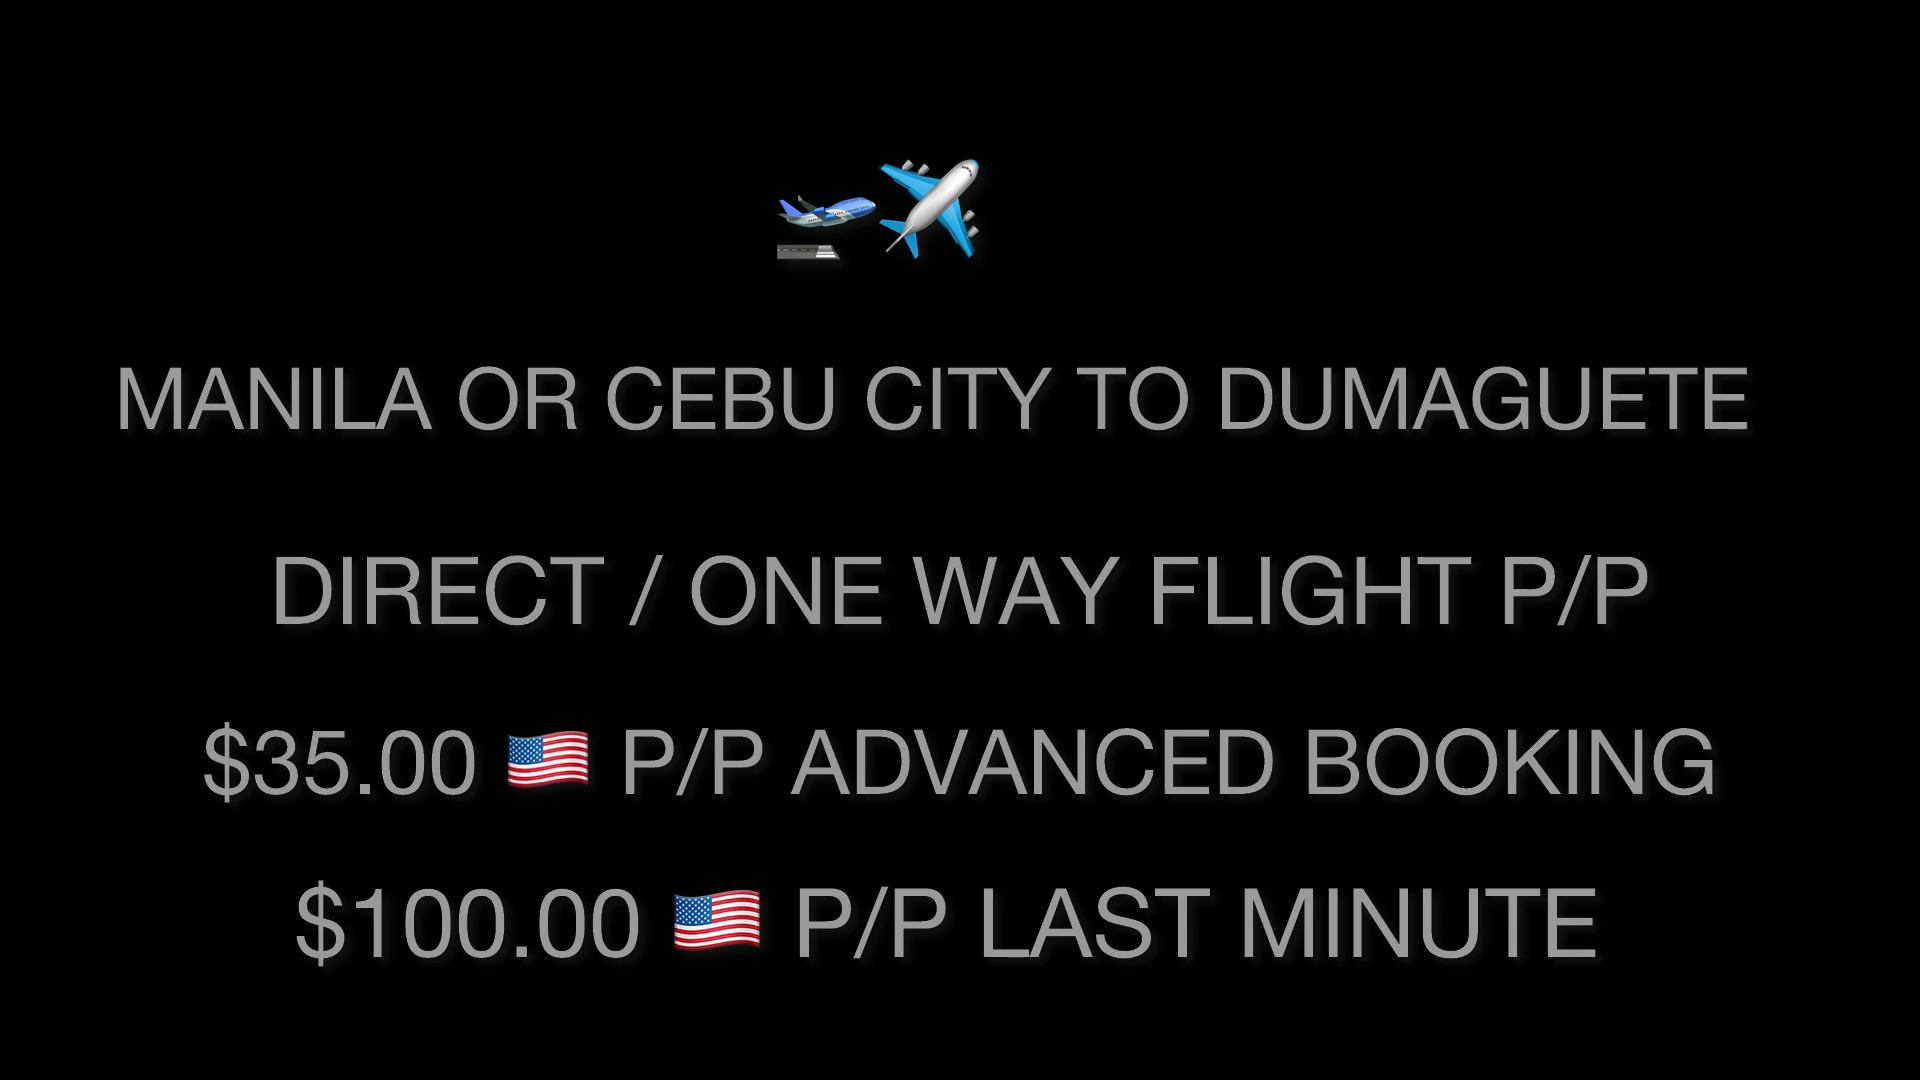 🛫✈️
MANILA OR CEBU CITY TO DUMAGUETE
DIRECT / ONE WAY FLIGHT P/P
$35.00 🇺🇸 P/P ADVANCED BOOKING
$100.00 🇺🇸 P/P LAST MINUTE